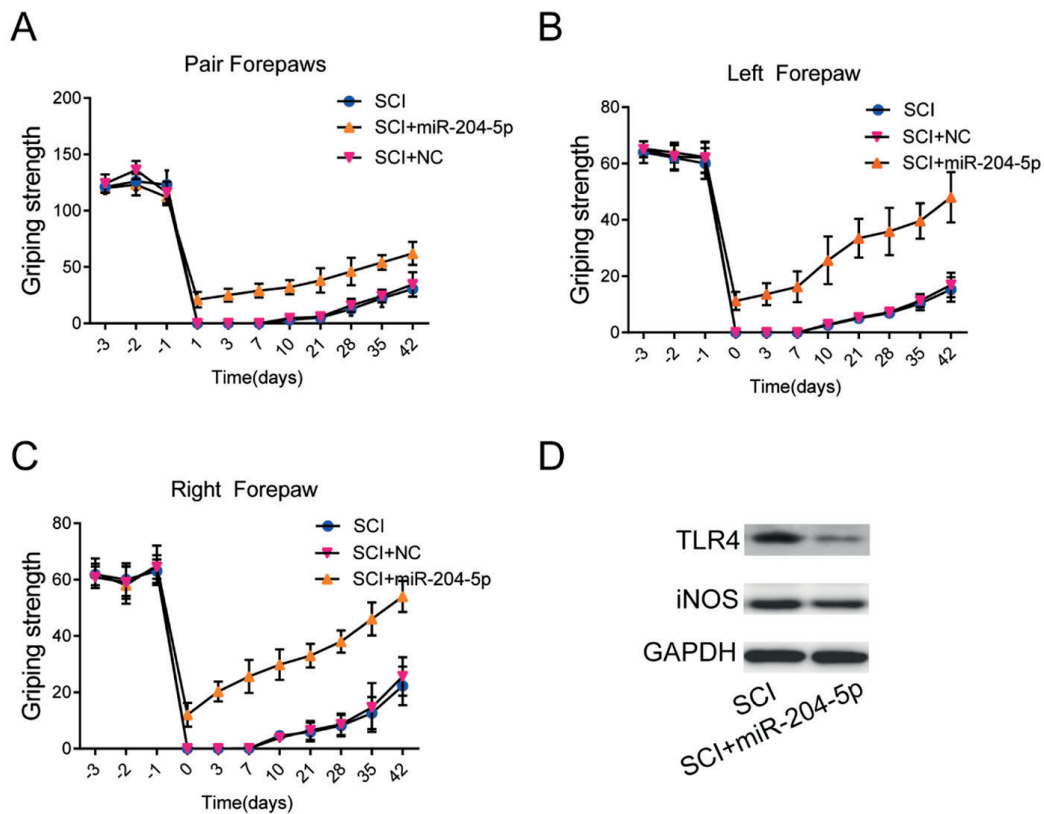 A
Pair Forepaws
SCI
SCI+miR-204-5p
SCI+NC
Griping strength
200
150
100
50
0
-3 -2 -1 1 3 7 10 21 28 35 42
Time(days)
B
Left Forepaw
SCI
SCI+NC
SCI+miR-204-5p
Griping strength
80
60
40
20
0
-3 -2 -1 0 3 7 10 21 28 35 42
Time(days)
C
Right Forepaw
SCI
SCI+NC
SCI+miR-204-5p
Griping strength
80
60
40
20
0
-3 -2 -1 0 3 7 10 21 28 35 42
Time(days)
D
TLR4
iNOS
GAPDH
SCI
SCI+miR-204-5p